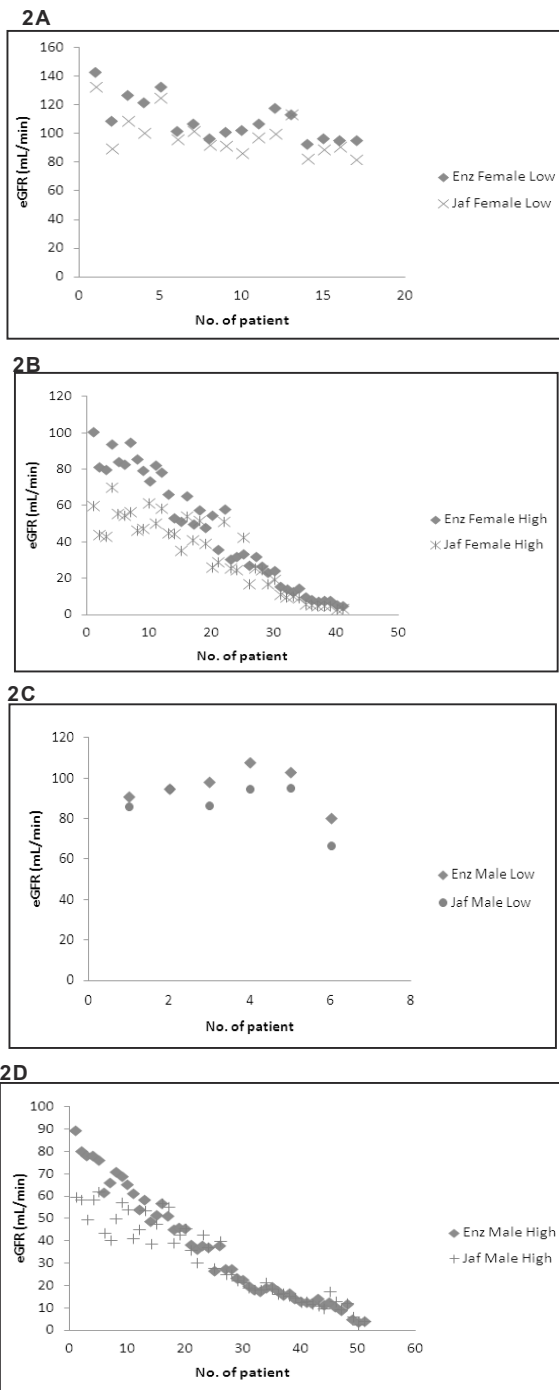 2A
160
140
120
100
80
60
40
20
0
eGFR (mL/min)
Enz Female Low
Jaf Female Low
0 5 10 15 20
No. of patient
2B
120
100
80
60
40
20
0
eGFR (mL/min)
Enz Female High
Jaf Female High
0 10 20 30 40 50
No. of patient
2C
120
100
80
60
40
20
0
eGFR (mL/min)
Enz Male Low
Jaf Male Low
0 2 4 6 8
No. of patient
2D
100
90
80
70
60
50
40
30
20
10
0
eGFR (mL/min)
Enz Male High
Jaf Male High
0 10 20 30 40 50 60
No. of patient